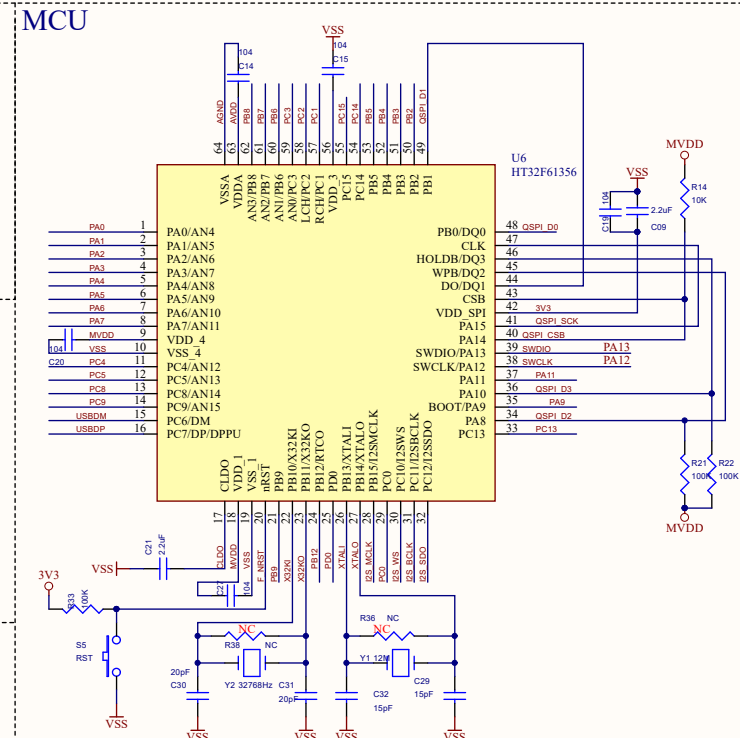 MCU
VSS
104
C14
104
C15
AGND
AVDD
PB8
PB7
PB6
PC3
PC2
PC1
PC15
PC14
PB5
PB4
PB3
PB2
QSPI_D1
64
63
62
61
60
59
58
57
56
55
54
53
52
51
50
49
U6
HT32F61356
VSSA
VDDA
AN3/PB8
AN2/PB7
AN1/PB6
AN0/PC3
LCH/PC2
RCH/PC1
VDD_3
PC15
PC14
PB5
PB4
PB3
PB2
PB1
MVDD
R14
10K
VSS
104
C19
2.2uF
C09
PA0 1 PA0/AN4
PA1 2 PA1/AN5
PA2 3 PA2/AN6
PA3 4 PA3/AN7
PA4 5 PA4/AN8
PA5 6 PA5/AN9
PA6 7 PA6/AN10
PA7 8 PA7/AN11
MVDD 9 VDD_4
VSS 10 VSS_4
104
C20
PC4 11 PC4/AN12
PC5 12 PC5/AN13
PC8 13 PC8/AN14
PC9 14 PC9/AN15
USBDM 15 PC6/DM
USBDP 16 PC7/DP/DPPU
PB0/DQ0 48 QSPI_D0
CLK 47
HOLDB/DQ3 46
WPB/DQ2 45
DO/DQ1 44
CSB 43
VDD_SPI 42 3V3
PA15 41 QSPI_SCK
PA14 40 QSPI_CSB
SWDIO/PA13 39 SWDIO PA13
SWCLK/PA12 38 SWCLK PA12
PA11 37 PA11
PA10 36 QSPI_D3
BOOT/PA9 35 PA9
PA8 34 QSPI_D2
PC13 33 PC13
R21
100K
R22
100K
MVDD
CLDO
VDD_1
VSS_1
nRST
PB9
PB10/X32KI
PB11/X32KO
PB12/RTCO
PD0
PB13/XTALI
PB14/XTALO
PB15/I2SMCLK
PC0
PC10/I2SWS
PC11/I2SBCLK
PC12/I2SSDO
17
18
19
20
21
22
23
24
25
26
27
28
29
30
31
32
CLDO
MVDD
VSS
F_NRST
PB9
X32KI
X32KO
PB12
PD0
XTALI
XTALO
I2S_MCLK
PC0
I2S_WS
I2S_BCLK
I2S_SDO
C21
2.2uF
VSS
C27
104
3V3
R33
100K
S5
RST
VSS
NC
R38 NC
Y2 32768Hz
20pF
C30
C31
20pF
VSS
VSS
R36 NC
NC
Y1 12M
C32
15pF
C29
15pF
VSS
VSS